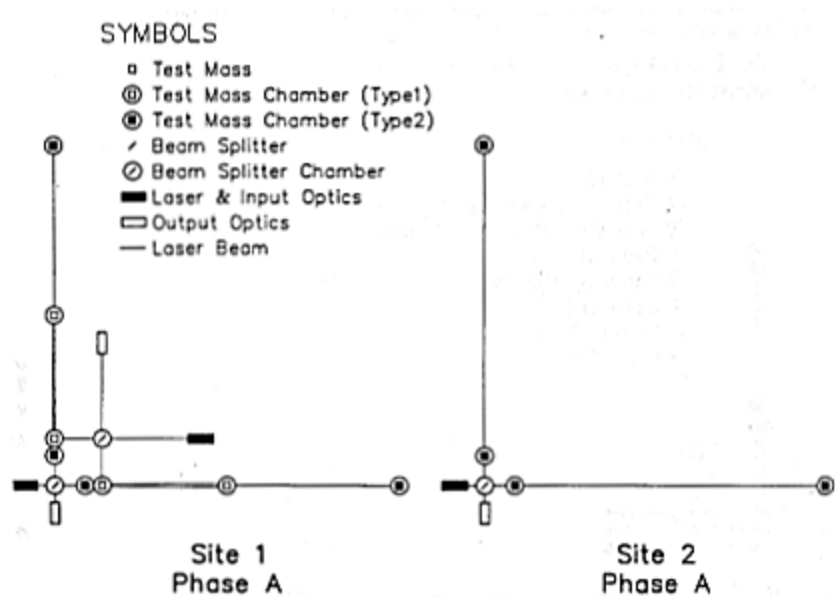 SYMBOLS
Test Mass
Test Mass Chamber (Type1)
Test Mass Chamber (Type2)
Beam Splitter
Beam Splitter Chamber
Laser & Input Optics
Output Optics
Laser Beam
Site 1
Phase A
Site 2
Phase A